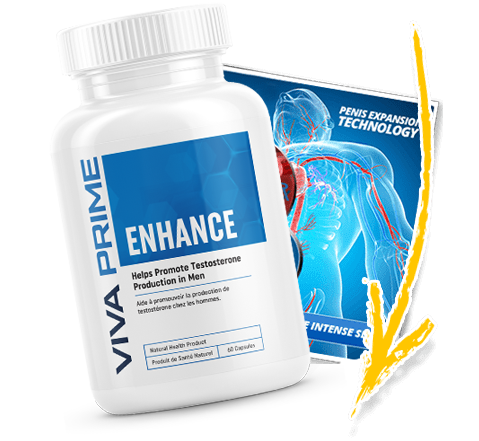 VIVA PRIME
ENHANCE
Helps Promote Testosterone
Production in Men
Aide à promouvoir la production de
testostérone chez les hommes.
Natural Health Product
Produit de Santé Naturel
60 Capsules
PENIS EXPANSION
TECHNOLOGY
INTENSE